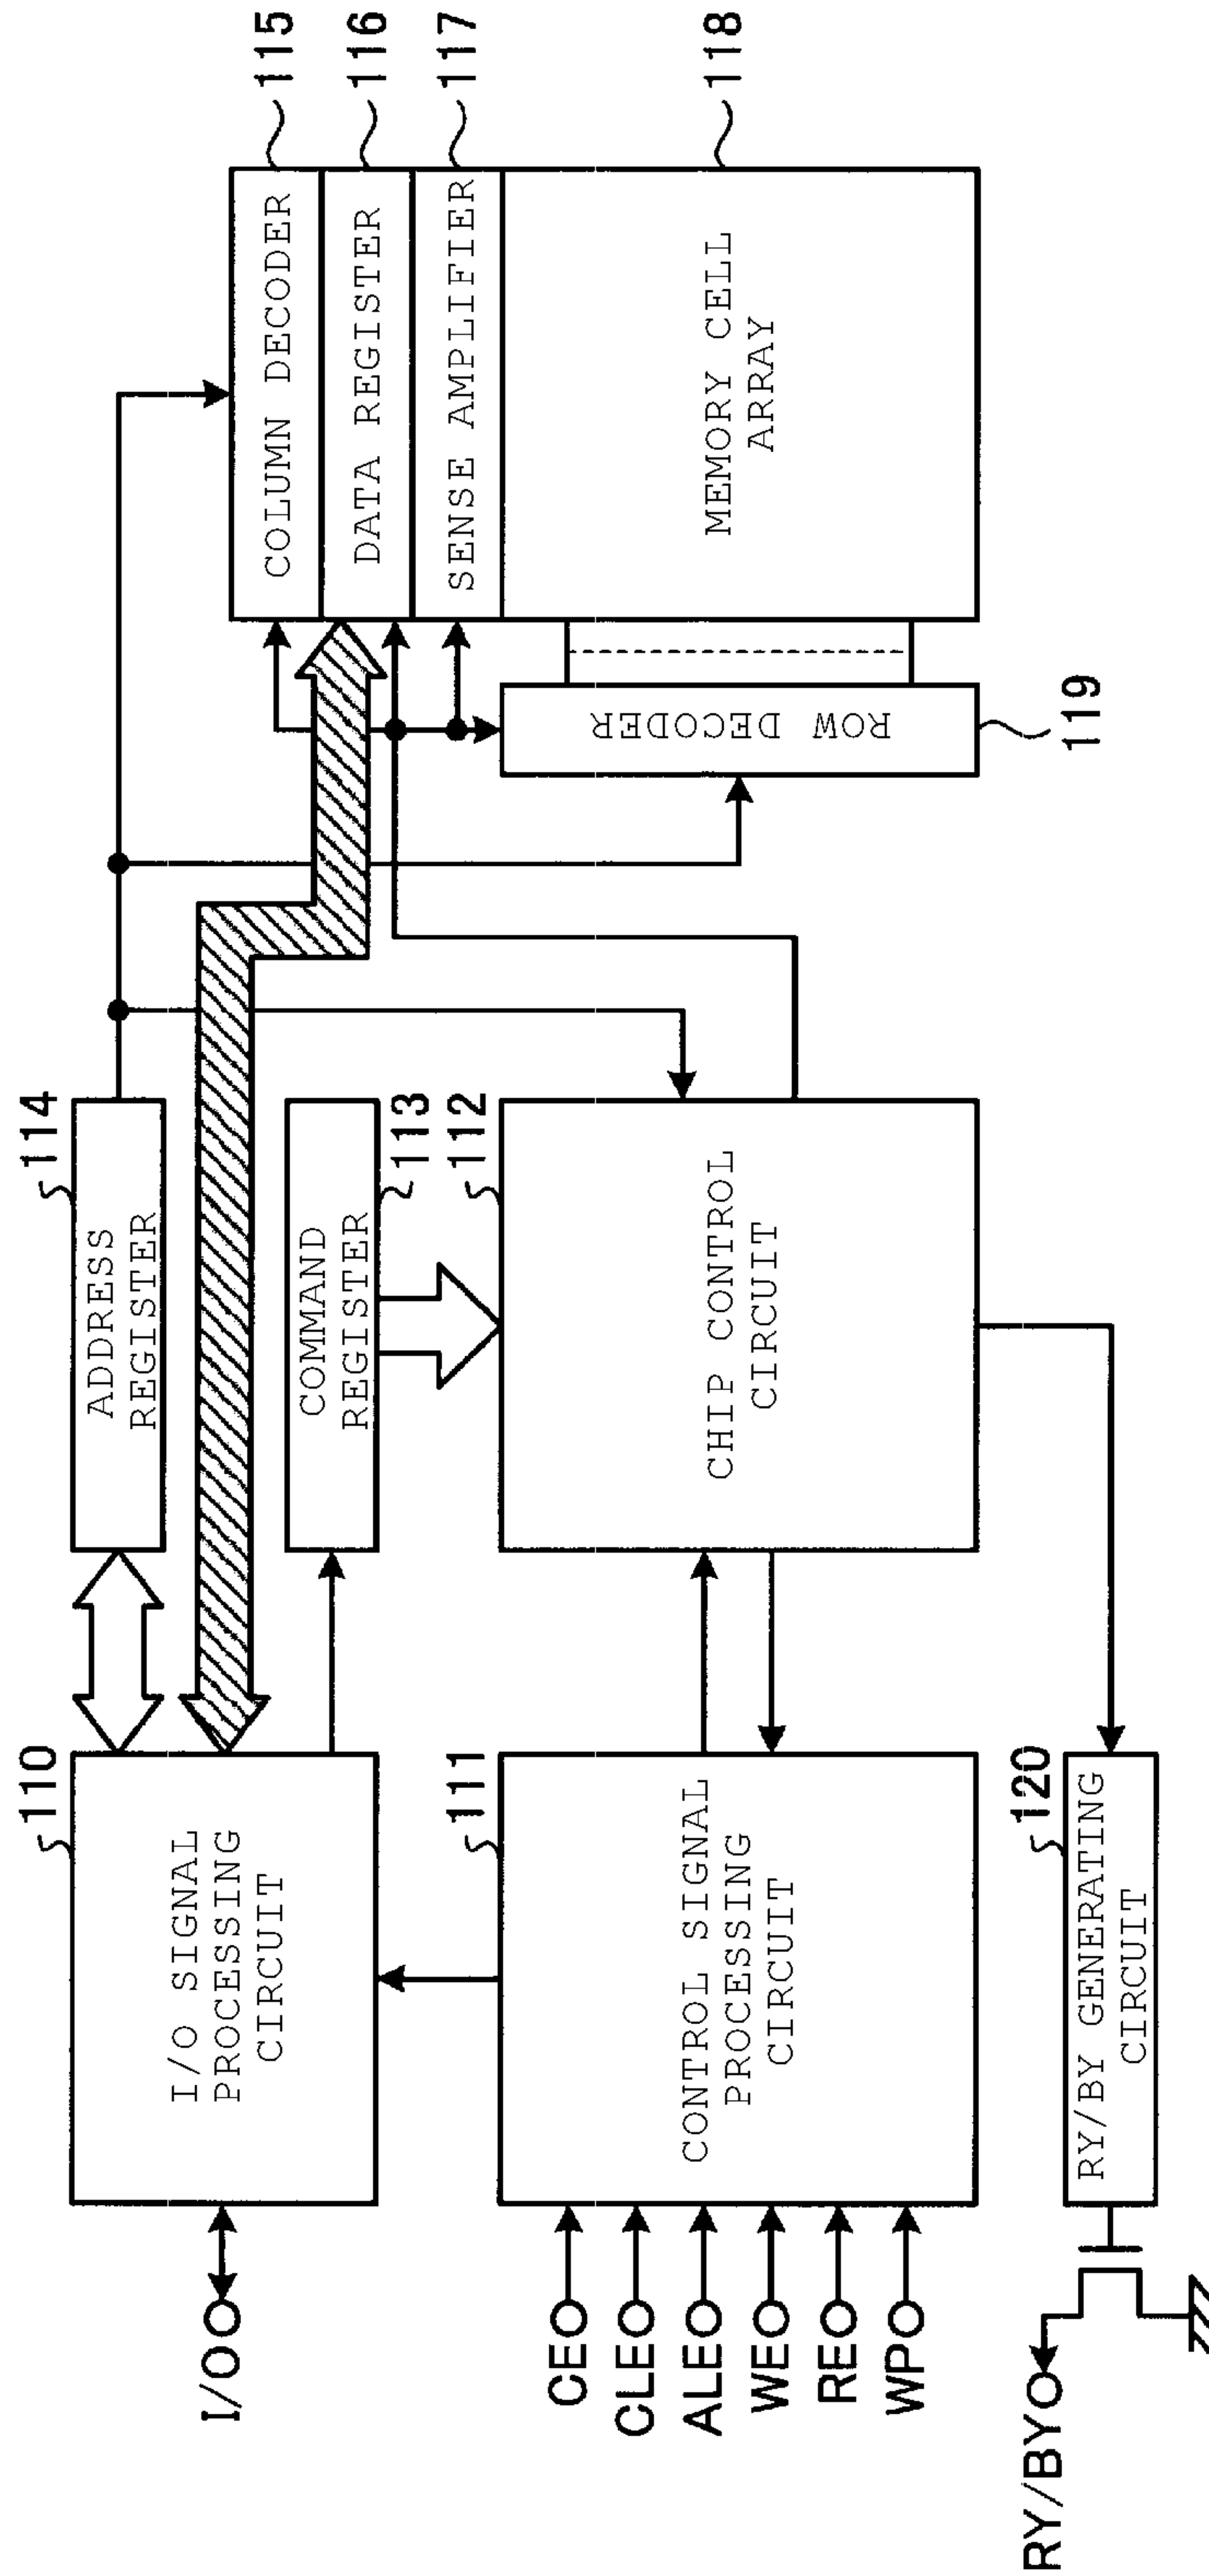 110
I/O SIGNAL
PROCESSING
CIRCUIT
I/O
114
ADDRESS
REGISTER
COMMAND
REGISTER
113
111
CONTROL SIGNAL
PROCESSING
CIRCUIT
CE
CLE
ALE
WE
RE
WP
112
CHIP CONTROL
CIRCUIT
COLUMN DECODER
115
DATA REGISTER
116
SENSE AMPLIFIER
117
MEMORY CELL
ARRAY
118
ROW DECODER
119
120
RY/BY GENERATING
CIRCUIT
RY/BY